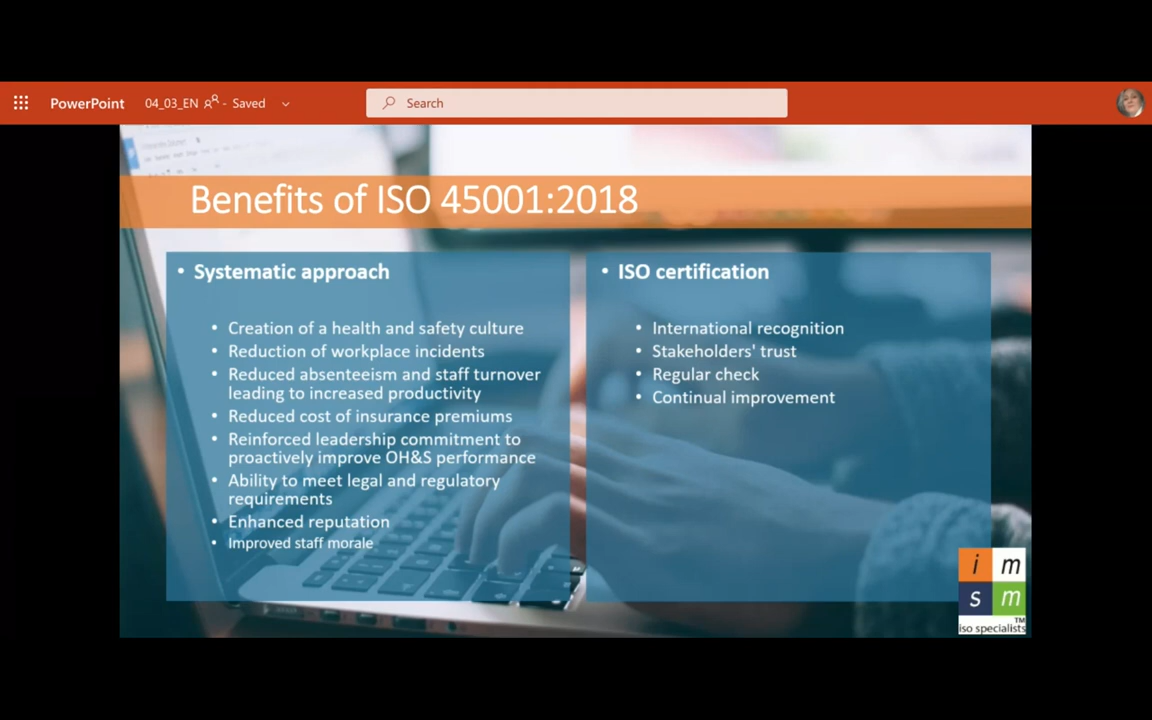 PowerPoint 04_03_EN - Saved Search
Benefits of ISO 45001:2018
• Systematic approach
• Creation of a health and safety culture
• Reduction of workplace incidents
• Reduced absenteeism and staff turnover
leading to increased productivity
• Reduced cost of insurance premiums
• Reinforced leadership commitment to
proactively improve OH&S performance
• Ability to meet legal and regulatory
requirements
• Enhanced reputation
• Improved staff morale
• ISO certification
• International recognition
• Stakeholders' trust
• Regular check
• Continual improvement
i m
s m
TM
iso specialists